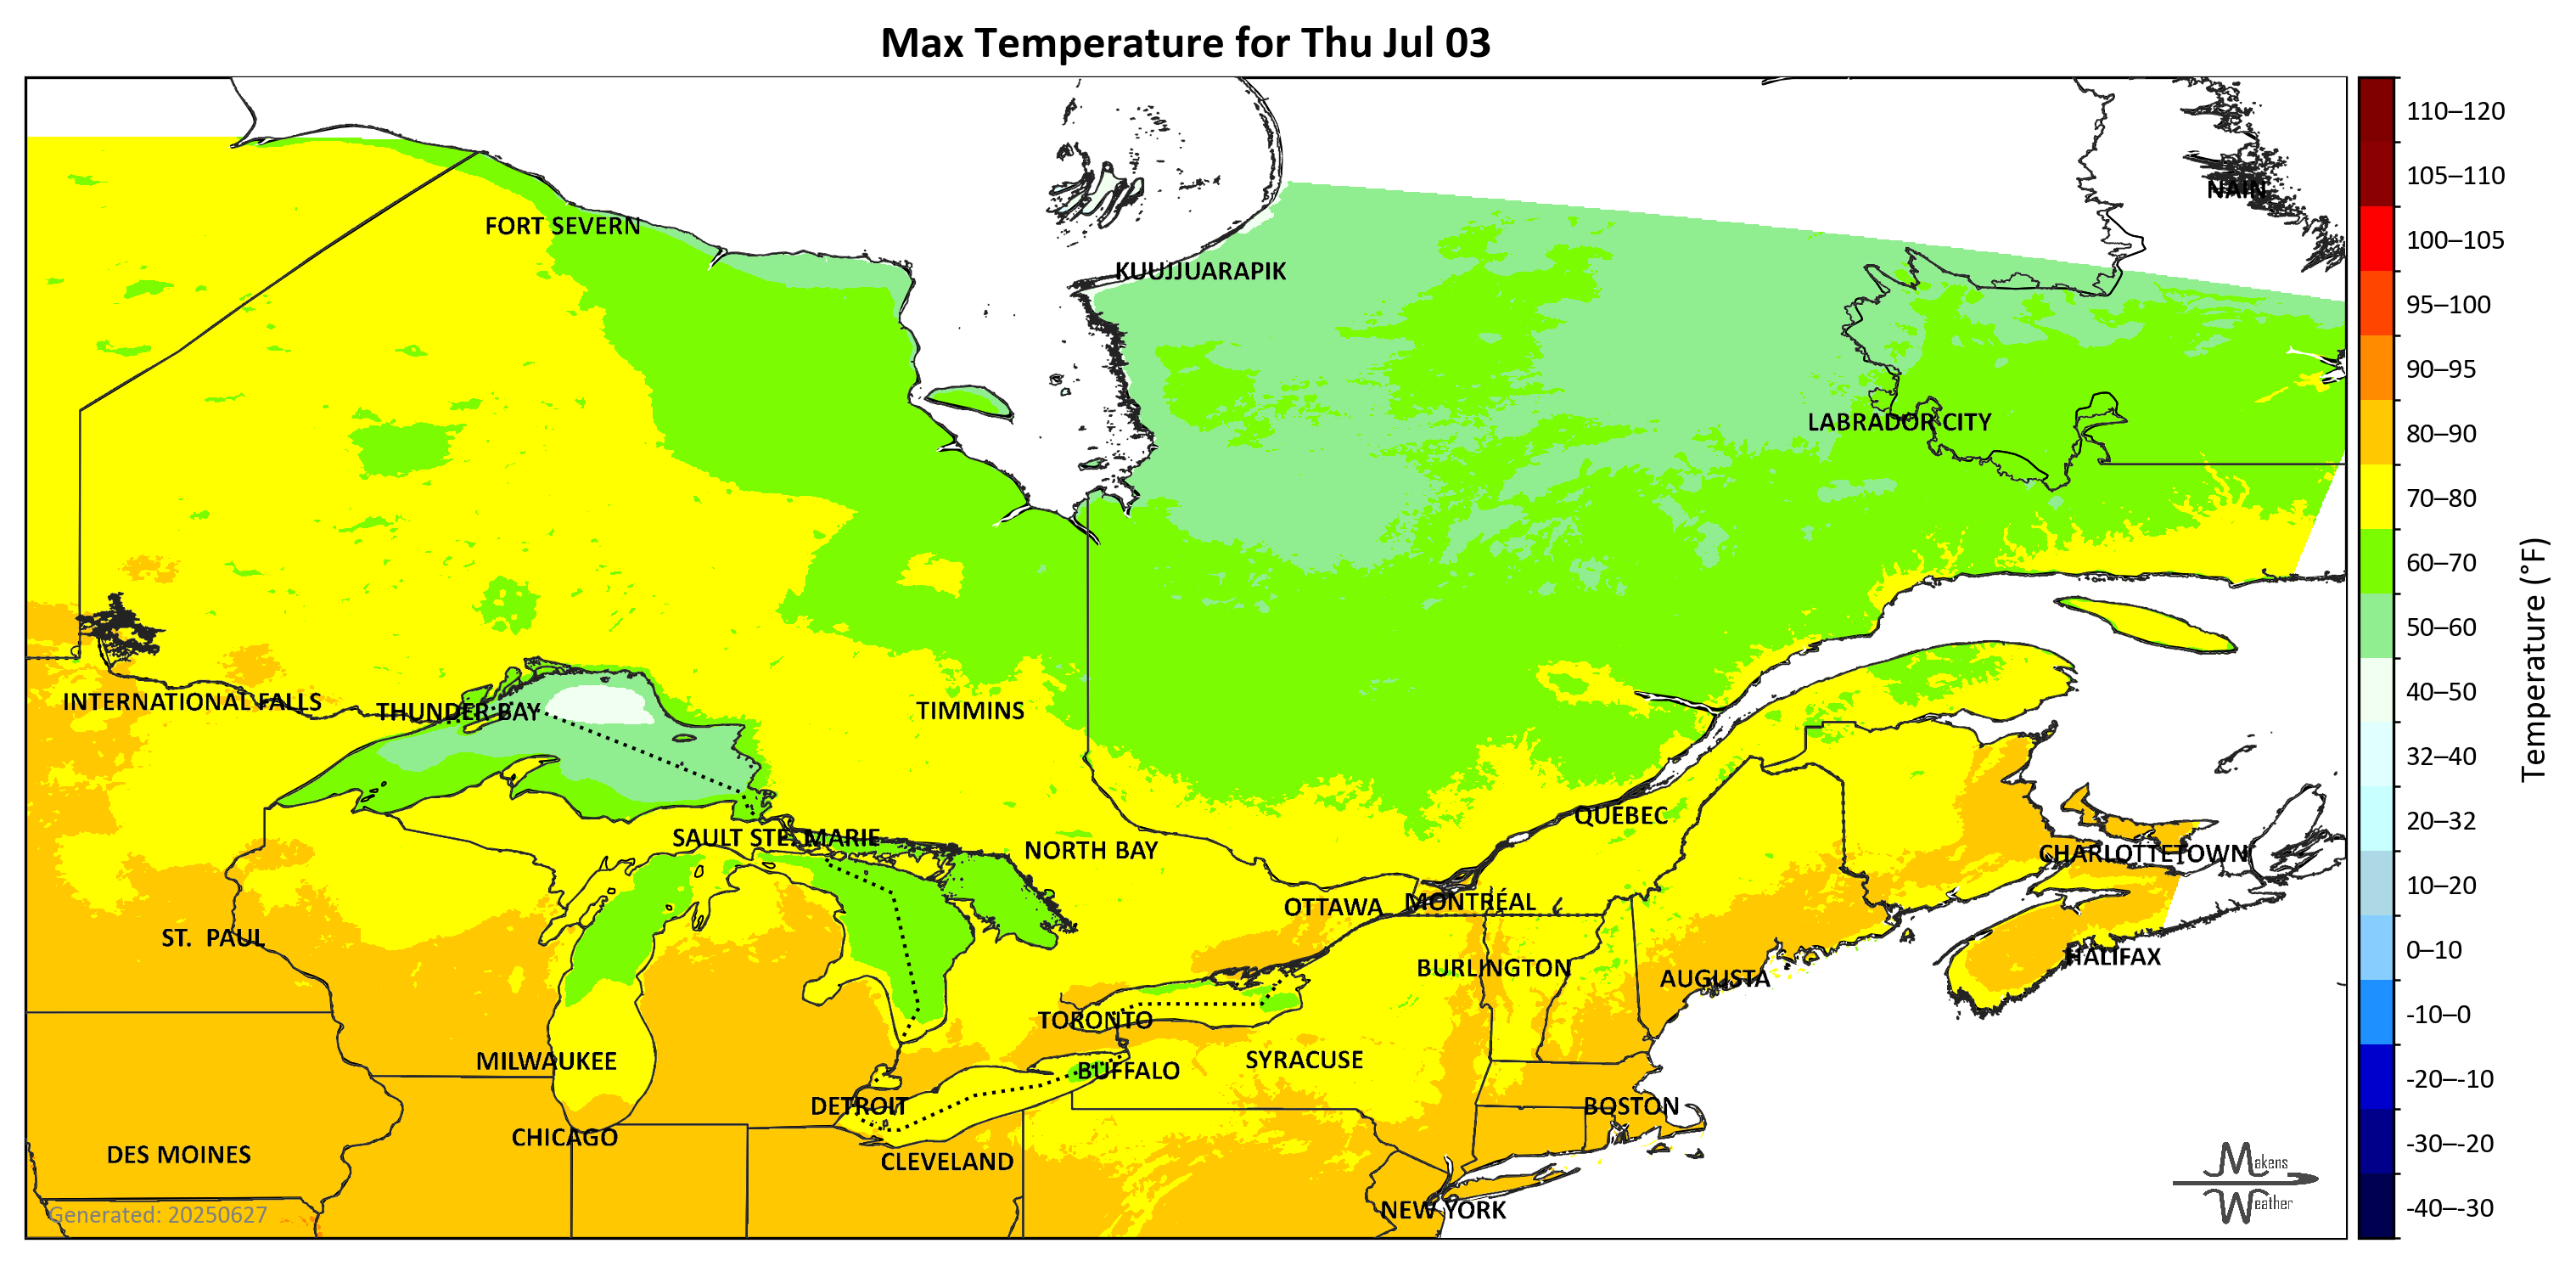 Max Temperature for Thu Jul 03
NAIN
FORT SEVERN
KUUJJUARAPIK
LABRADOR CITY
INTERNATIONAL FALLS
THUNDER BAY
TIMMINS
QUEBEC
SAULT STE. MARIE
NORTH BAY
CHARLOTTETOWN
MONTRÉAL
OTTAWA
ST. PAUL
HALIFAX
BURLINGTON
AUGUSTA
TORONTO
MILWAUKEE
SYRACUSE
BUFFALO
DETROIT
BOSTON
CHICAGO
DES MOINES
CLEVELAND
NEW YORK
Generated: 20250627
Makens
Weather
110–120
105–110
100–105
95–100
90–95
80–90
70–80
60–70
50–60
40–50
32–40
20–32
10–20
0–10
-10–0
-20–-10
-30–-20
-40–-30
Temperature (°F)